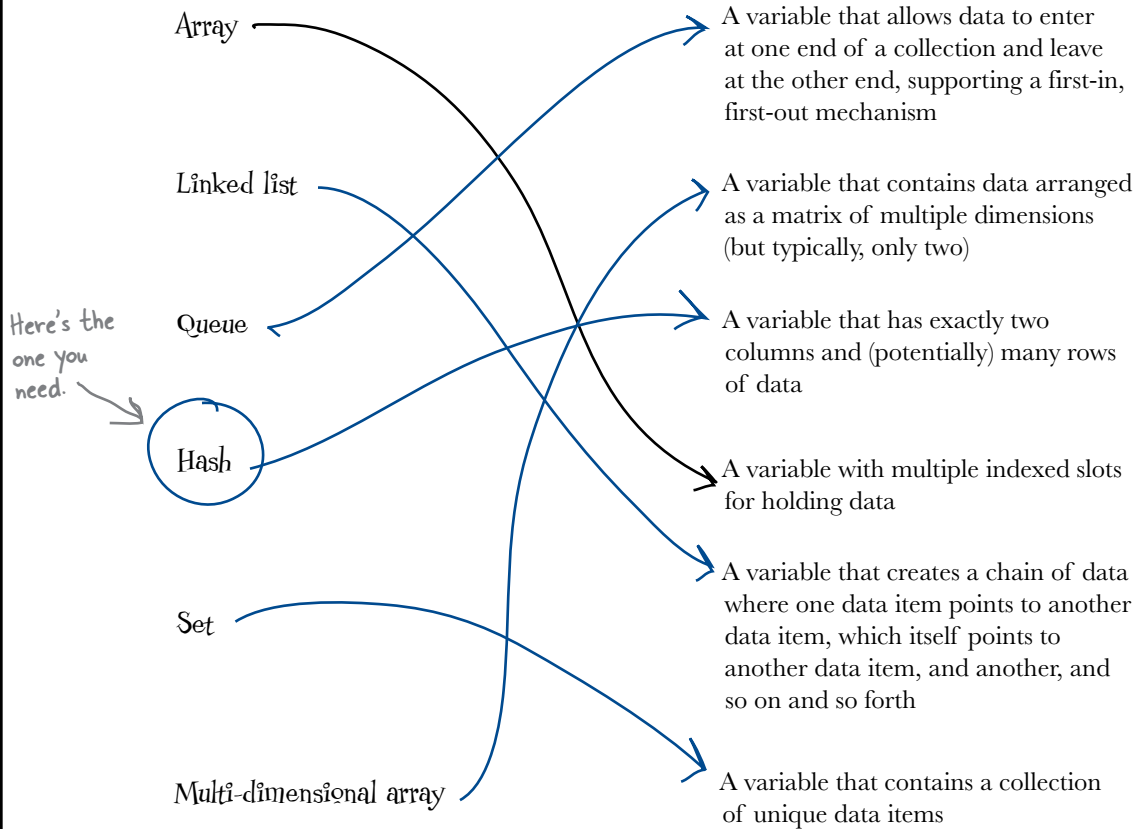 Array
Linked list
Here's the
one you
need.
Queue
Hash
Set
Multi-dimensional array
A variable that allows data to enter
at one end of a collection and leave
at the other end, supporting a first-in,
first-out mechanism
A variable that contains data arranged
as a matrix of multiple dimensions
(but typically, only two)
A variable that has exactly two
columns and (potentially) many rows
of data
A variable with multiple indexed slots
for holding data
A variable that creates a chain of data
where one data item points to another
data item, which itself points to
another data item, and another, and
so on and so forth
A variable that contains a collection
of unique data items